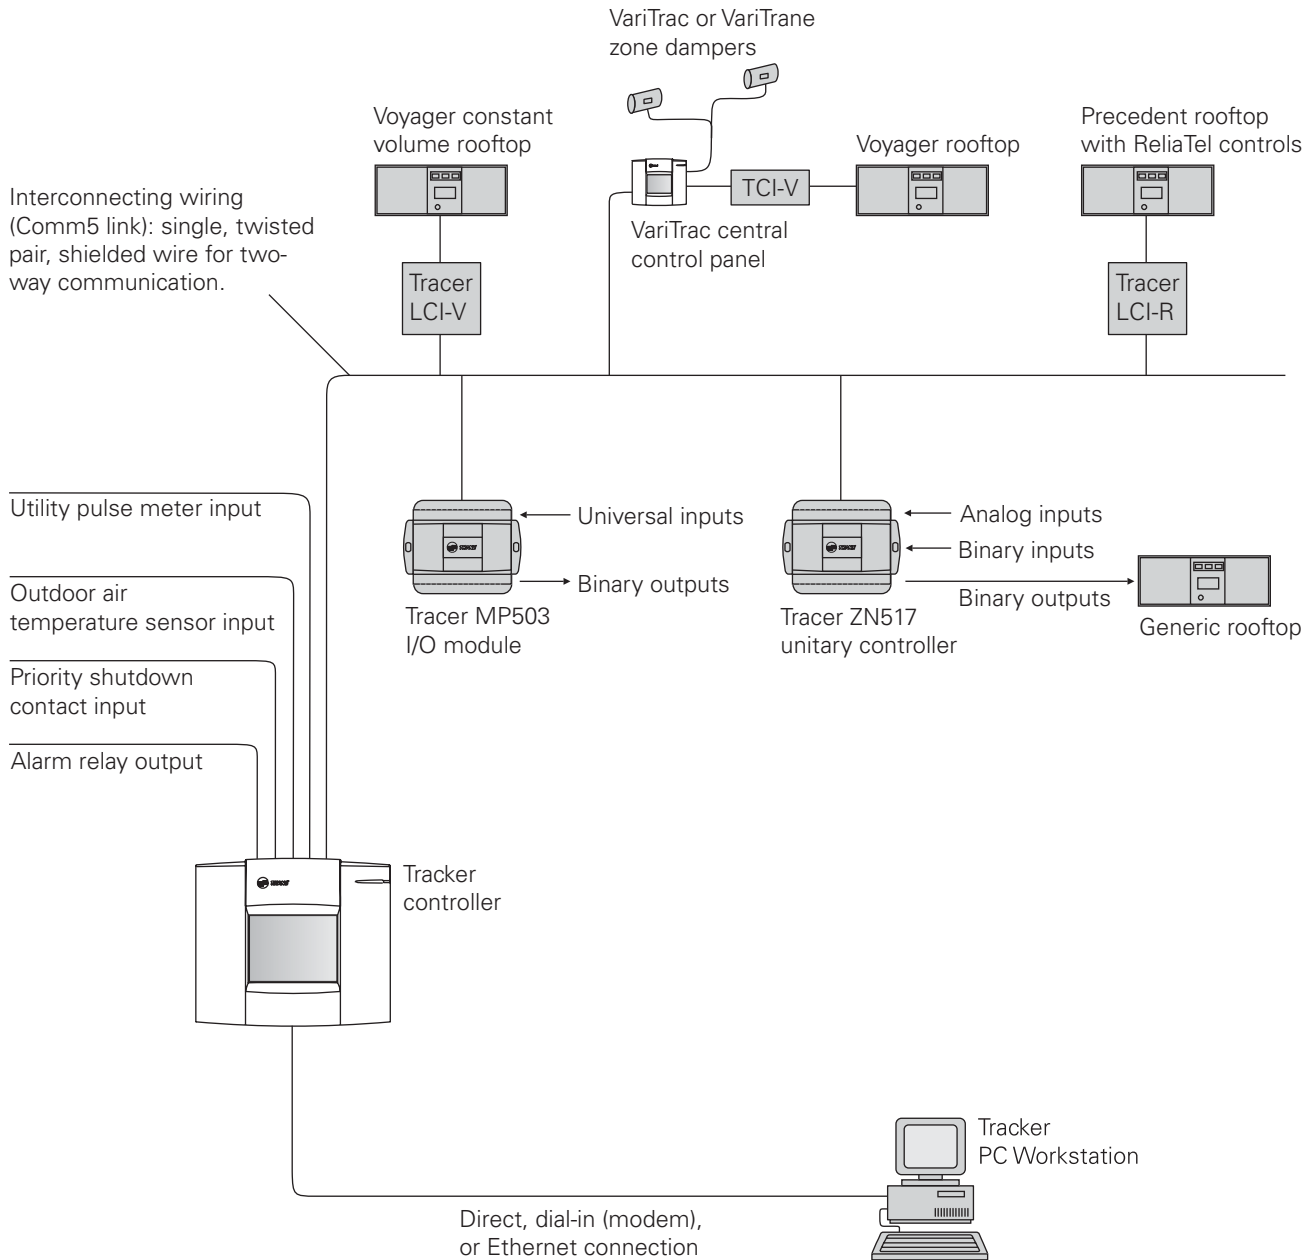 VariTrac or VariTrane
zone dampers
Voyager constant
volume rooftop
Voyager rooftop
Precedent rooftop
with ReliaTel controls
Interconnecting wiring
(Comm5 link): single, twisted
pair, shielded wire for two-
way communication.
TCI-V
VariTrac central
control panel
Tracer
LCI-V
Tracer
LCI-R
Utility pulse meter input
Universal inputs
Binary outputs
Tracer MP503
I/O module
Analog inputs
Binary inputs
Binary outputs
Tracer ZN517
unitary controller
Generic rooftop
Outdoor air
temperature sensor input
Priority shutdown
contact input
Alarm relay output
Tracker
controller
Tracker
PC Workstation
Direct, dial-in (modem),
or Ethernet connection